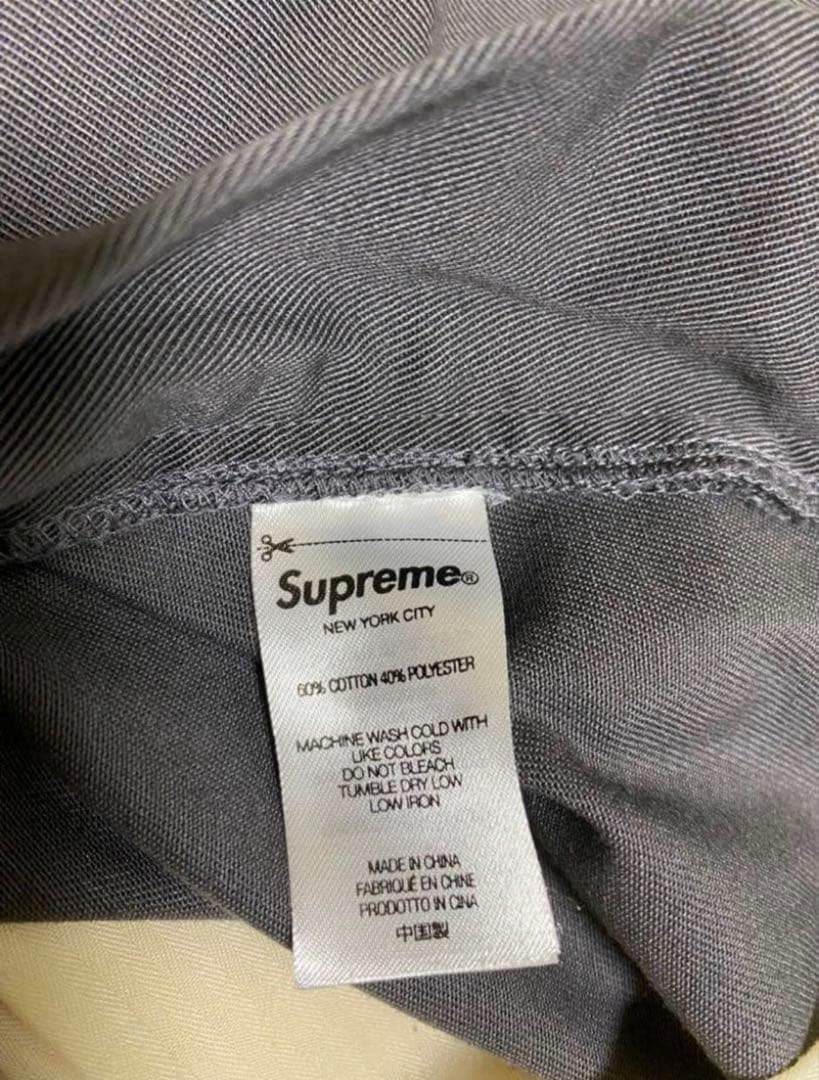 Supreme®
NEW YORK CITY
60% COTTON 40% POLYESTER
MACHINE WASH COLD WITH
LIKE COLORS
DO NOT BLEACH
TUMBLE DRY LOW
LOW IRON
MADE IN CHINA
FABRIQUÉ EN CHINE
PRODOTTO IN CINA
中国製